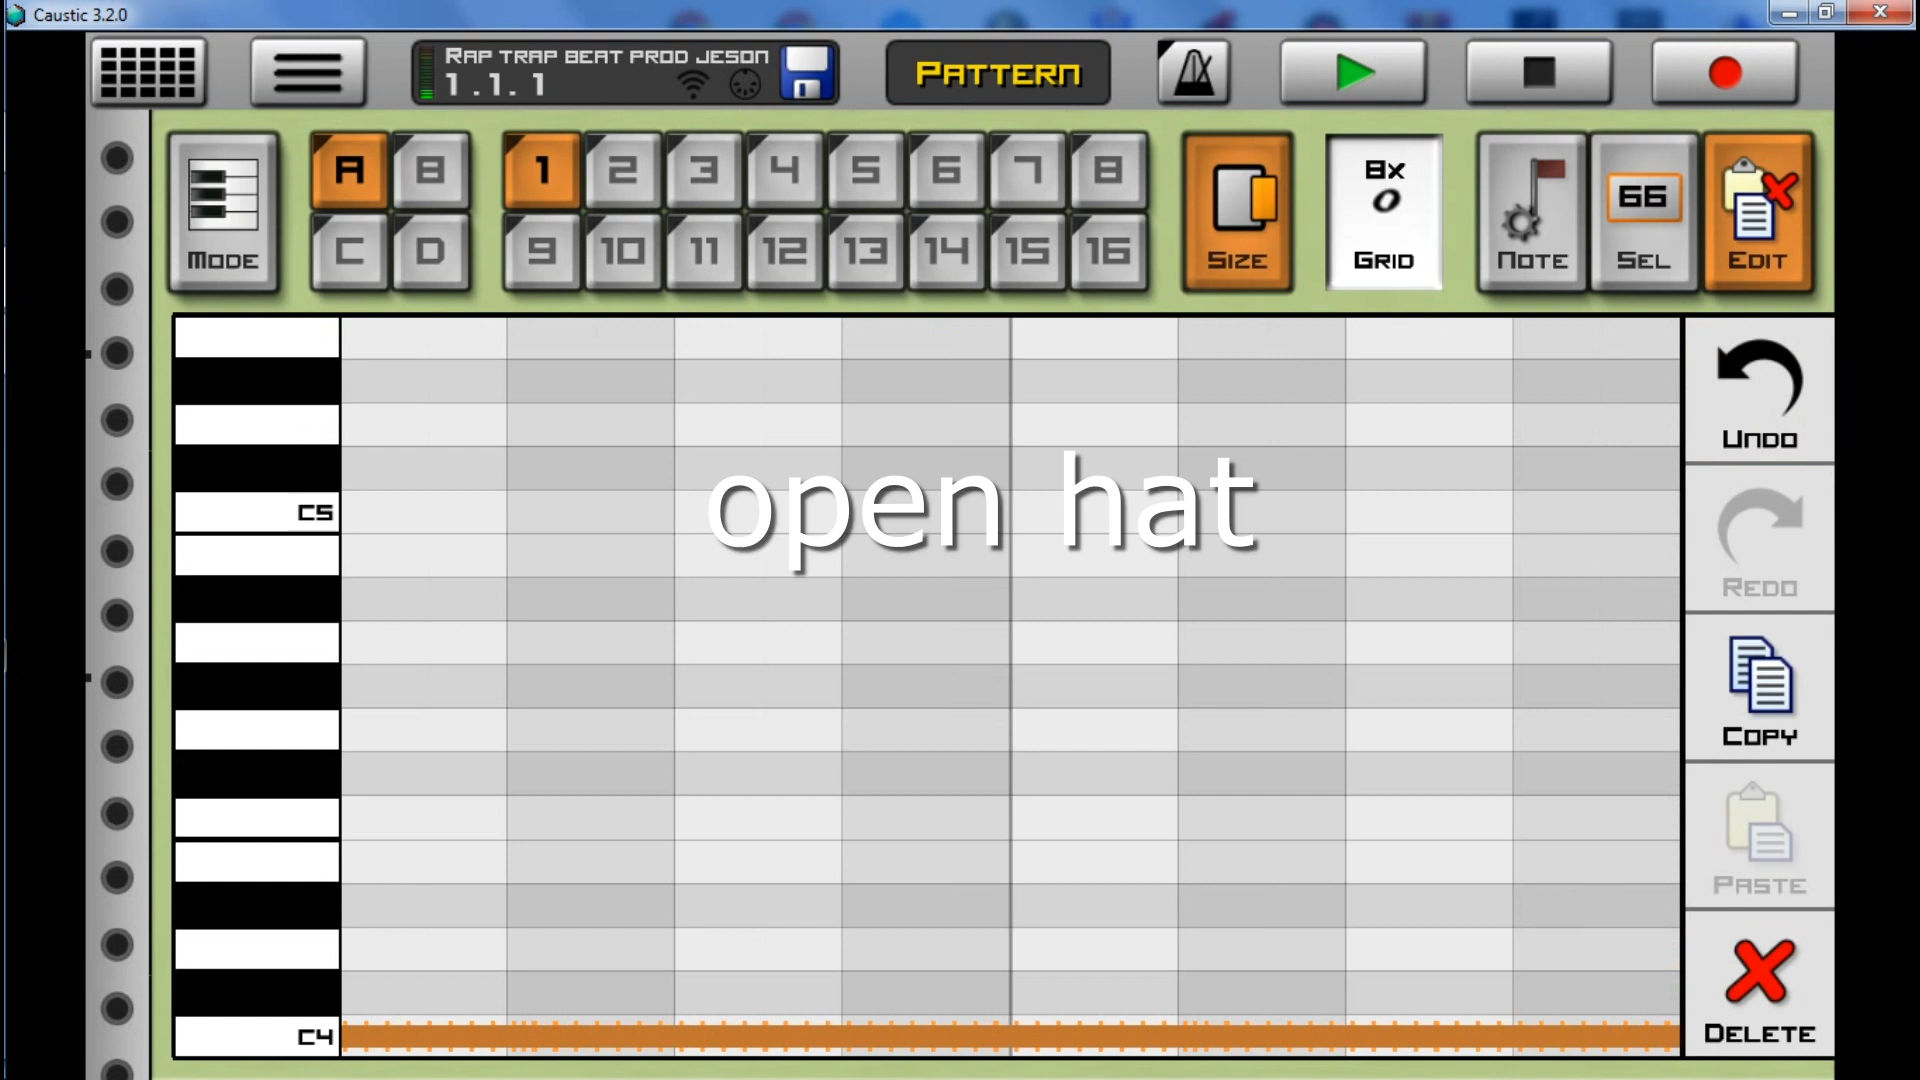 Caustic 3.2.0
RAP TRAP BEAT PROD JESON
1.1. 1
PATTERN
A B 1 2 3 4 5 6 7 8
8x
66
C D 9 10 11 12 13 14 15 16
MODE SIZE GRID NOTE SEL EDIT
UNDO
open hat
C5
REDO
COPY
PASTE
C4
DELETE